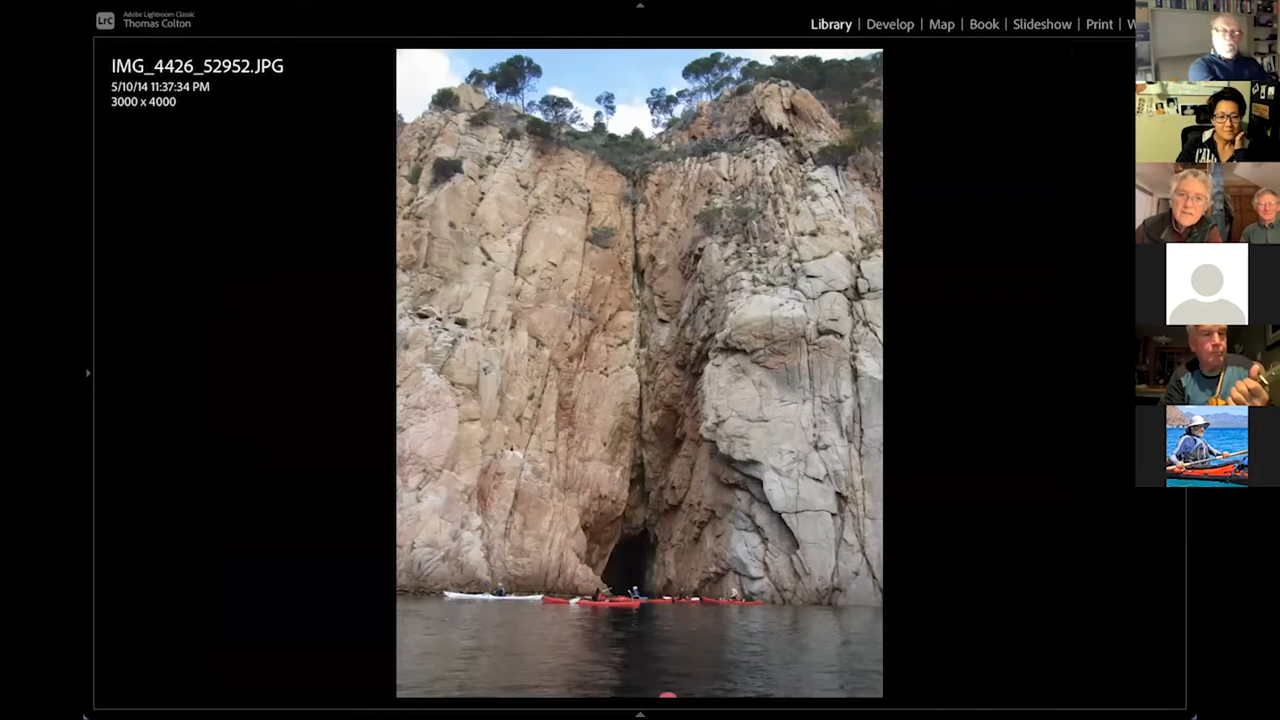 LrC
Adobe Lightroom Classic
Thomas Colton
Library | Develop | Map | Book | Slideshow | Print | W
IMG_4426_52952.JPG
5/10/14 11:37:34 PM
3000 x 4000
CAL